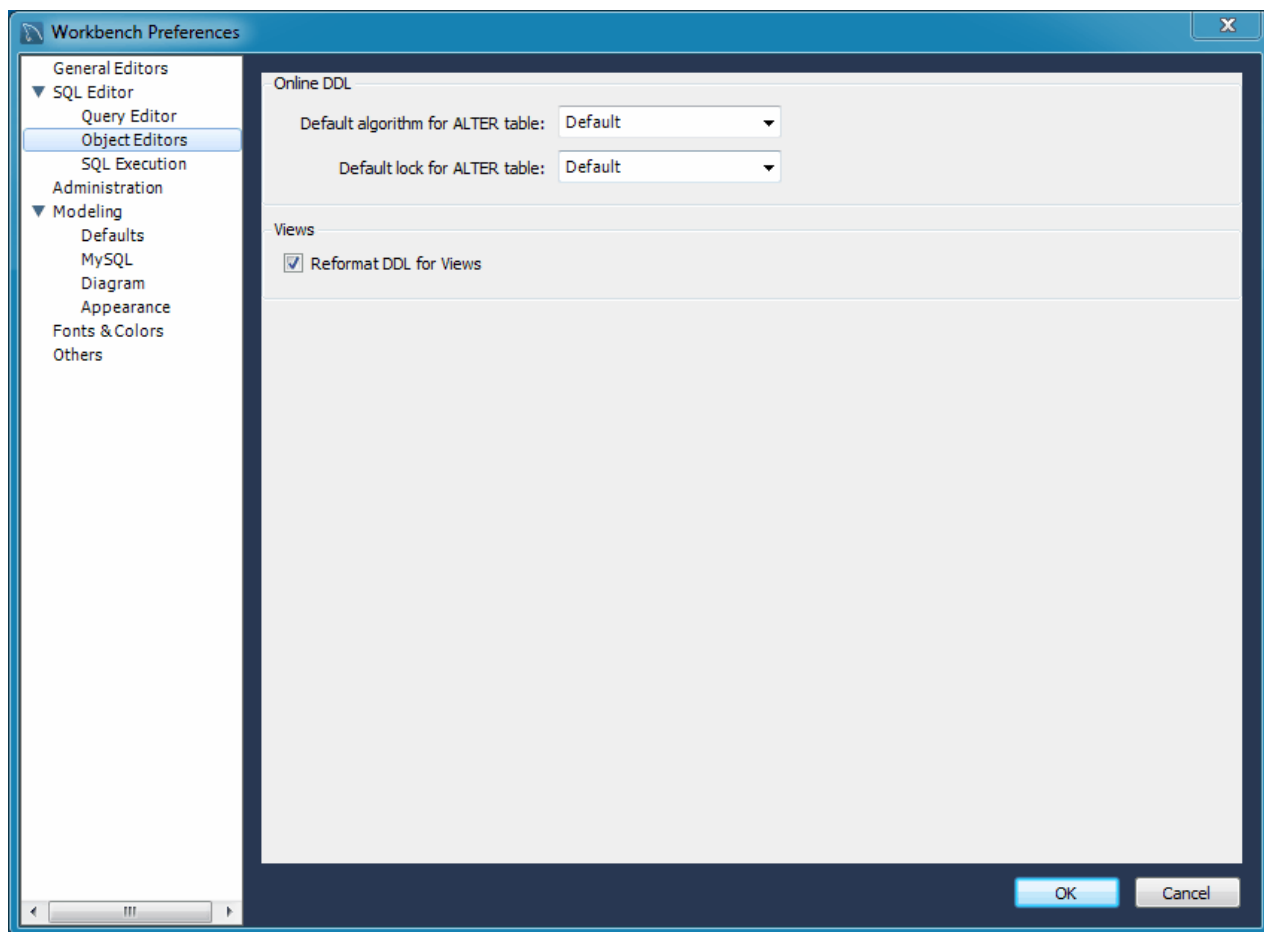 Workbench Preferences
General Editors
SQL Editor
Query Editor
Object Editors
SQL Execution
Administration
Modeling
Defaults
MySQL
Diagram
Appearance
Fonts & Colors
Others
Online DDL
Default algorithm for ALTER table: Default
Default lock for ALTER table: Default
Views
Reformat DDL for Views
OK Cancel